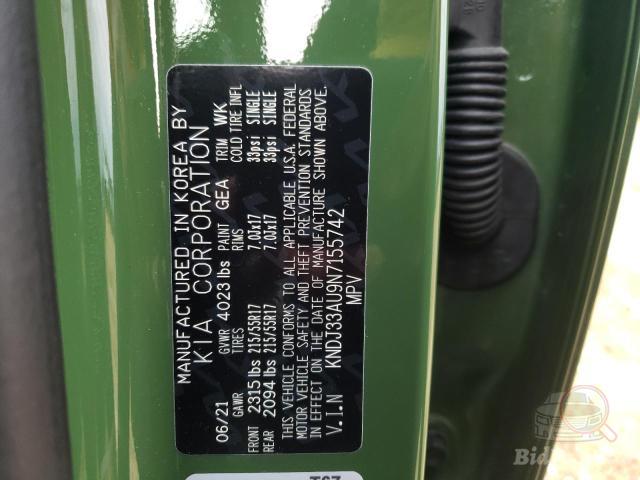 MANUFACTURED IN KOREA BY
KIA CORPORATION
06/21 GVWR 4023 lbs PAINT GEA TRIM WK
GAWR TIRES RIMS COLD TIRE INFL
FRONT 2315 lbs 215/55R17 7.0Jx17 33psi SINGLE
REAR 2094 lbs 215/55R17 7.0Jx17 33psi SINGLE
THIS VEHICLE CONFORMS TO ALL APPLICABLE U.S.A. FEDERAL
MOTOR VEHICLE SAFETY AND THEFT PREVENTION STANDARDS
IN EFFECT ON THE DATE OF MANUFACTURE SHOWN ABOVE.
V.I.N KNDJ33AU9N7155742
MPV